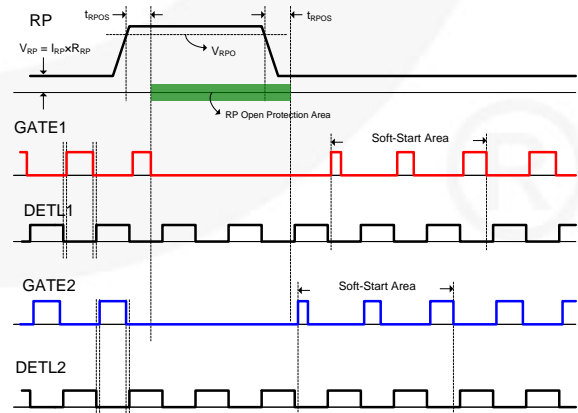 tRPOS
tRPOS
RP
VRP = IRP×RRP
VRPO
RP Open Protection Area
GATE1
Soft-Start Area
DETL1
GATE2
Soft-Start Area
DETL2
®